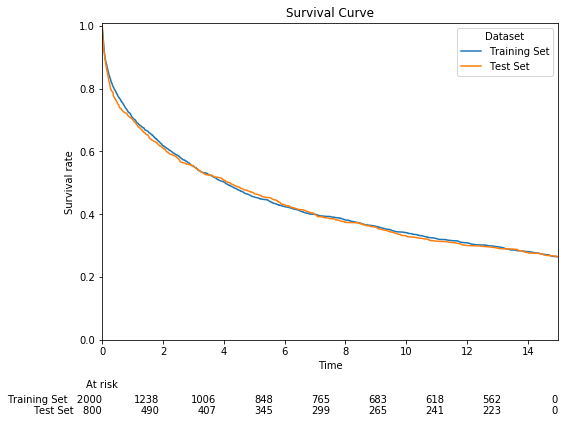 Survival Curve
Dataset
Training Set
Test Set
1.0
0.8
0.6
0.4
0.2
0.0
Survival rate
0 2 4 6 8 10 12 14
Time
At risk
Training Set 2000 1238 1006 848 765 683 618 562 0
Test Set 800 490 407 345 299 265 241 223 0